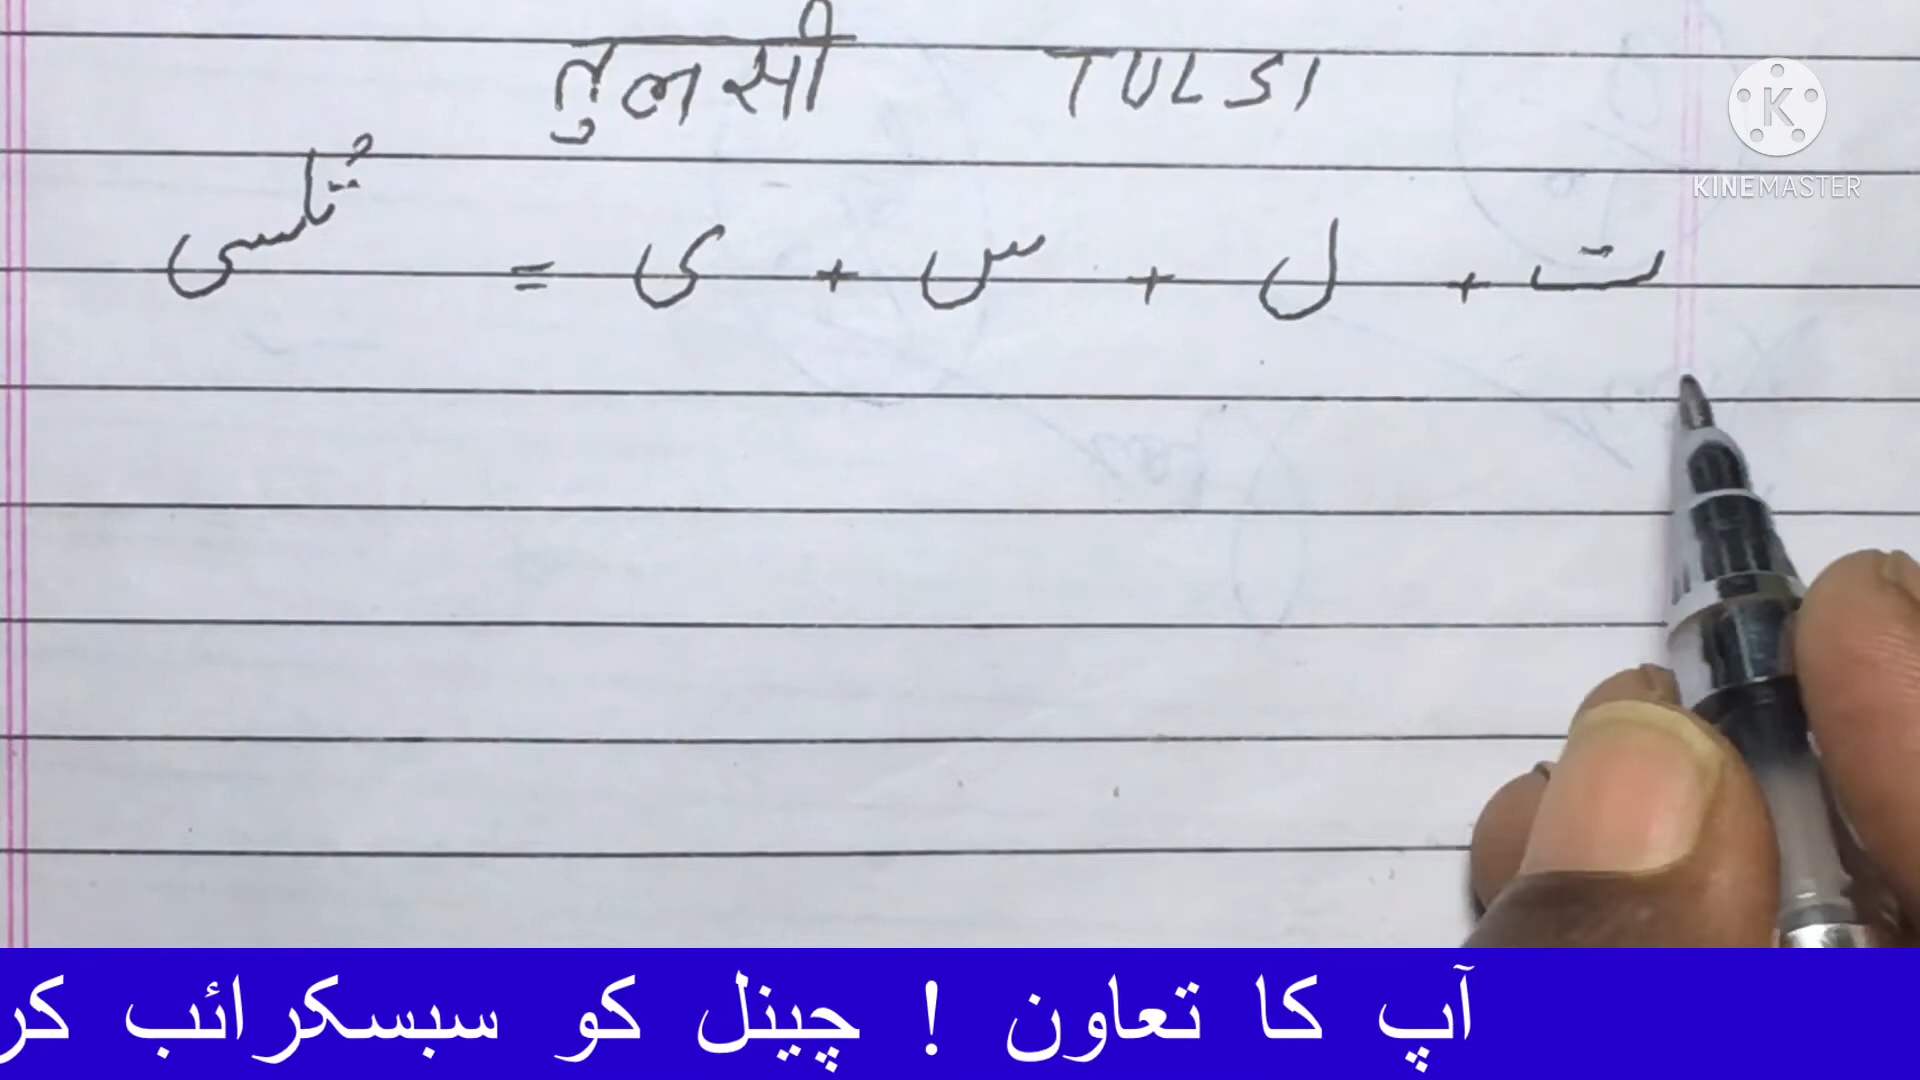 तुलसी TULSI
KINEMASTER
ت + ل + س + ی = تُلسی
آپ کا تعاون ! چینل کو سبسکرائب کر